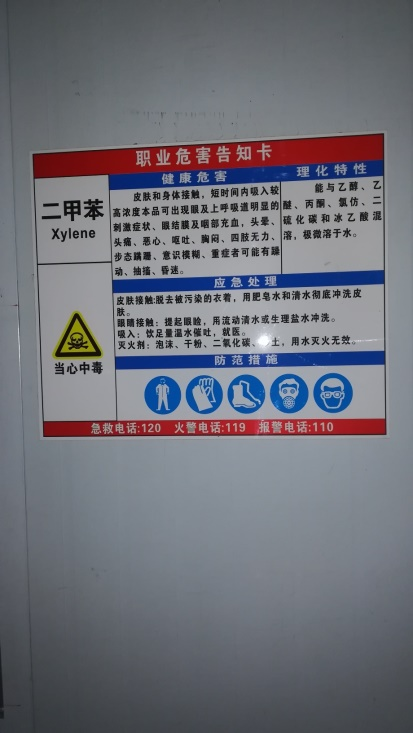 职业危害告知卡
二甲苯
Xylene
当心中毒
健康危害
皮肤和身体接触，短时间内吸入较
高浓度本品可出现眼及上呼吸道明显的
刺激症状、眼结膜及咽部充血，头晕、
头痛、恶心、呕吐、胸闷、四肢无力、
步态蹒跚、意识模糊、重症者可能有躁
动、抽搐、昏迷。
理化特性
能与乙醇、乙
醚、丙酮、氯仿、二
硫化碳和冰乙酸混
溶，极微溶于水。
应急处理
皮肤接触:脱去被污染的衣着，用肥皂水和清水彻底冲洗皮
肤。
眼睛接触：提起眼睑，用流动清水或生理盐水冲洗。
吸入：饮足量温水催吐，就医。
灭火剂：泡沫、干粉、二氧化碳、土，用水灭火无效。
防范措施
急救电话:120 火警电话:119 报警电话:110